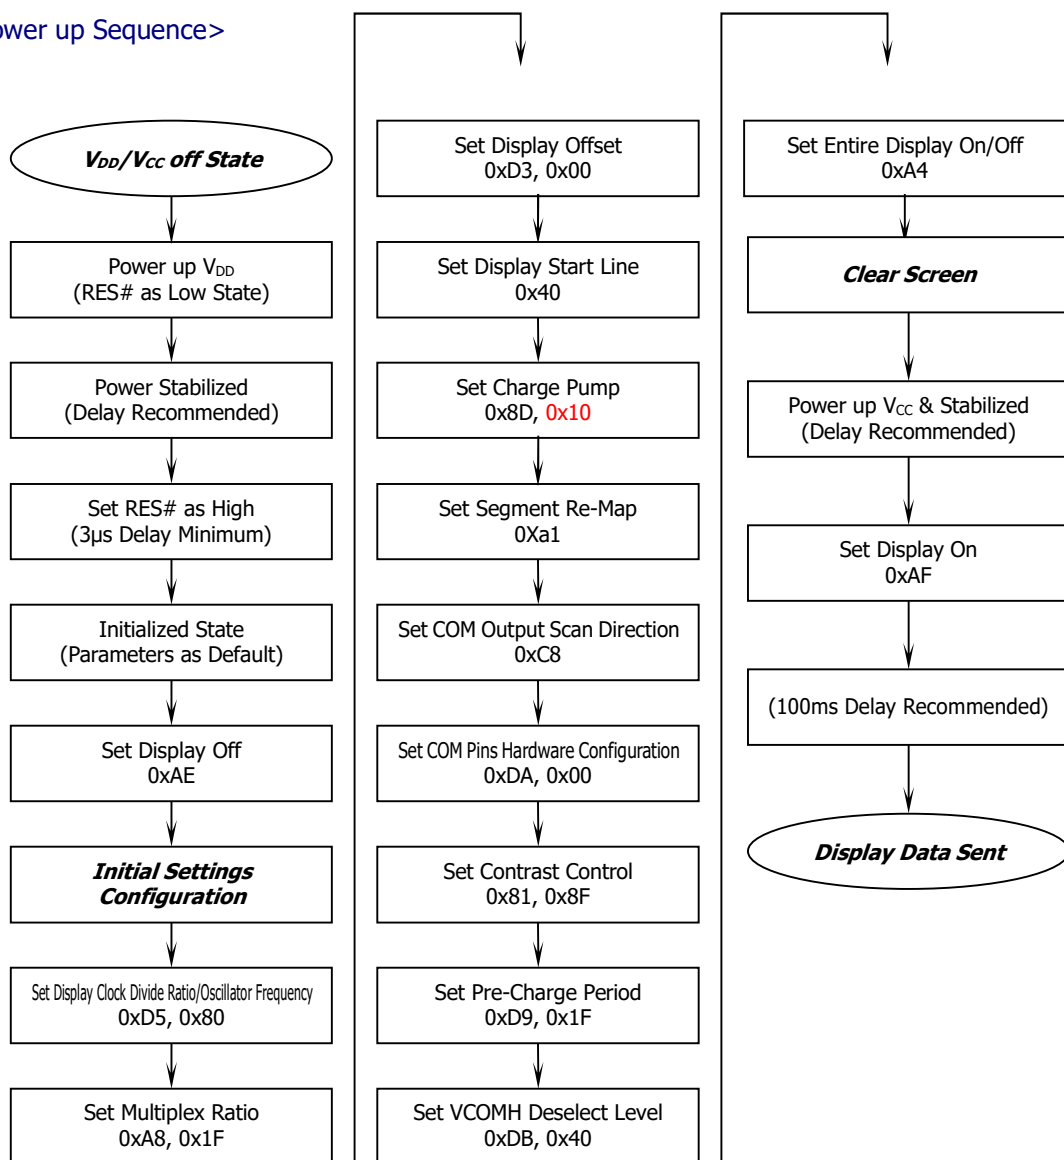 ower up Sequence>
VDD/VCC off State
Power up VDD
(RES# as Low State)
Power Stabilized
(Delay Recommended)
Set RES# as High
(3µs Delay Minimum)
Initialized State
(Parameters as Default)
Set Display Off
0xAE
Initial Settings
Configuration
Set Display Clock Divide Ratio/Oscillator Frequency
0xD5, 0x80
Set Multiplex Ratio
0xA8, 0x1F
Set Display Offset
0xD3, 0x00
Set Display Start Line
0x40
Set Charge Pump
0x8D, 0x10
Set Segment Re-Map
0Xa1
Set COM Output Scan Direction
0xC8
Set COM Pins Hardware Configuration
0xDA, 0x00
Set Contrast Control
0x81, 0x8F
Set Pre-Charge Period
0xD9, 0x1F
Set VCOMH Deselect Level
0xDB, 0x40
Set Entire Display On/Off
0xA4
Clear Screen
Power up VCC & Stabilized
(Delay Recommended)
Set Display On
0xAF
(100ms Delay Recommended)
Display Data Sent